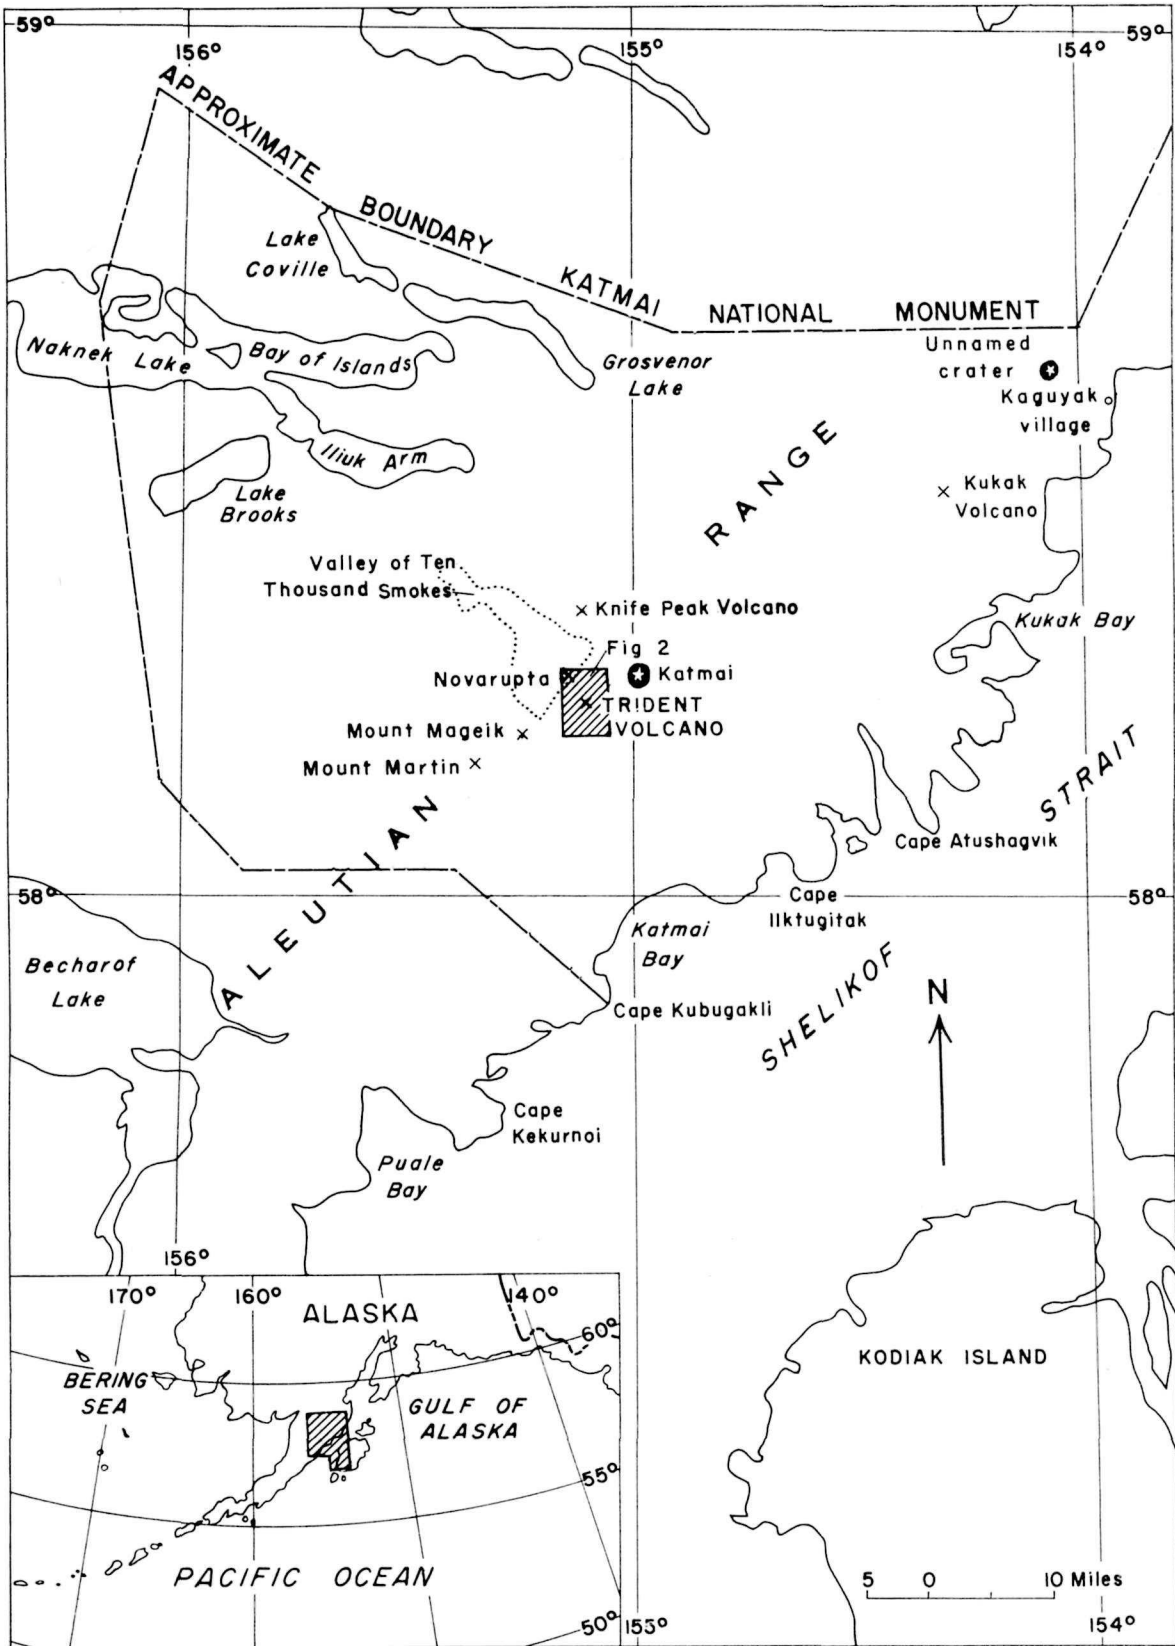 59°
156°
155°
154°
59°
APPROXIMATE BOUNDARY KATMAI NATIONAL MONUMENT
Lake
Coville
Naknek Lake
Bay of Islands
Grosvenor
Lake
Unnamed
crater
Kaguyak
village
Iliuk Arm
Lake
Brooks
Kukak
Volcano
Valley of Ten
Thousand Smokes
Knife Peak Volcano
Kukak Bay
Fig 2
Novarupta
Katmai
TRIDENT
VOLCANO
Mount Mageik
Mount Martin
ALEUTIAN RANGE
Cape Atushagvik
58°
58°
Cape
Ilktugitak
Katmai
Bay
Becharof
Lake
SHELIKOF STRAIT
N
Cape Kubugakli
Cape
Kekurnoi
Puale
Bay
156°
170°
160°
140°
ALASKA
60°
BERING
SEA
GULF OF
ALASKA
55°
PACIFIC OCEAN
50°
KODIAK ISLAND
5 0 10 Miles
155°
154°